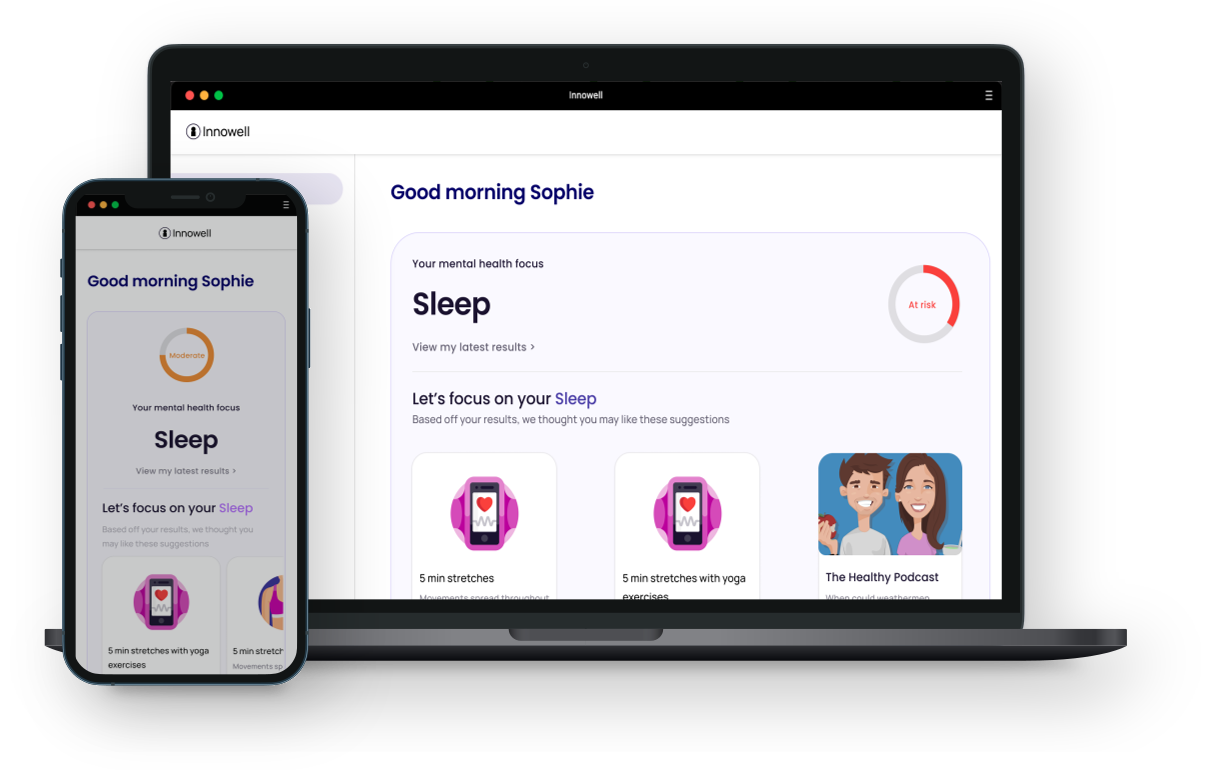 Innowell
Innowell
Good morning Sophie
Your mental health focus
Sleep
At risk
View my latest results >
Let's focus on your Sleep
Based off your results, we thought you may like these suggestions
5 min stretches
Movements spread throughout
5 min stretches with yoga
exercises
The Healthy Podcast
When could weathermen
Innowell
Good morning Sophie
Moderate
Your mental health focus
Sleep
View my latest results >
Let's focus on your Sleep
Based off your results, we thought you
may like these suggestions
5 min stretches with yoga
exercises
5 min stretch
Movements sp